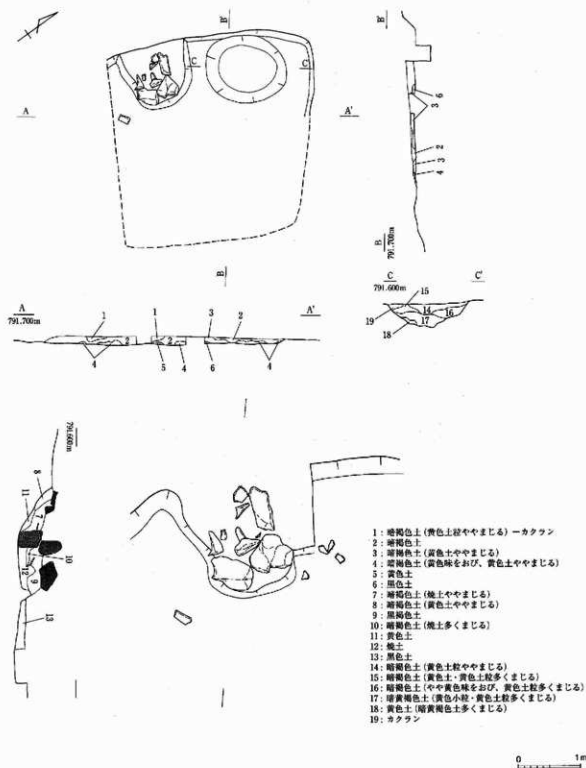 B'
C
C'
A
A'
B'
6
3
2
3
4
B
791.700m
B
C
791.600m
C'
15
14
16
19
17
18
A
791.700m
A'
1
1
3
2
2
2
4
5
4
6
4
791.600m
8
11
7
10
12
9
13
1：暗褐色土（黄色土粒ややまじる）ーカクラン
2：暗褐色土
3：暗褐色土（黄色土ややまじる）
4：暗褐色土（黄色味をおび、黄色土ややまじる）
5：黄色土
6：黒色土
7：暗褐色土（焼土ややまじる）
8：暗褐色土（黄色土ややまじる）
9：黒褐色土
10：暗褐色土（焼土多くまじる）
11：黄色土
12：焼土
13：黒色土
14：暗褐色土（黄色土粒ややまじる）
15：暗褐色土（黄色土・黄色土粒多くまじる）
16：暗褐色土（やや黄色味をおび、黄色土粒多くまじる）
17：暗黄褐色土（黄色小粒・黄色土粒多くまじる）
18：黄色土（暗黄褐色土多くまじる）
19：カクラン
0 1m